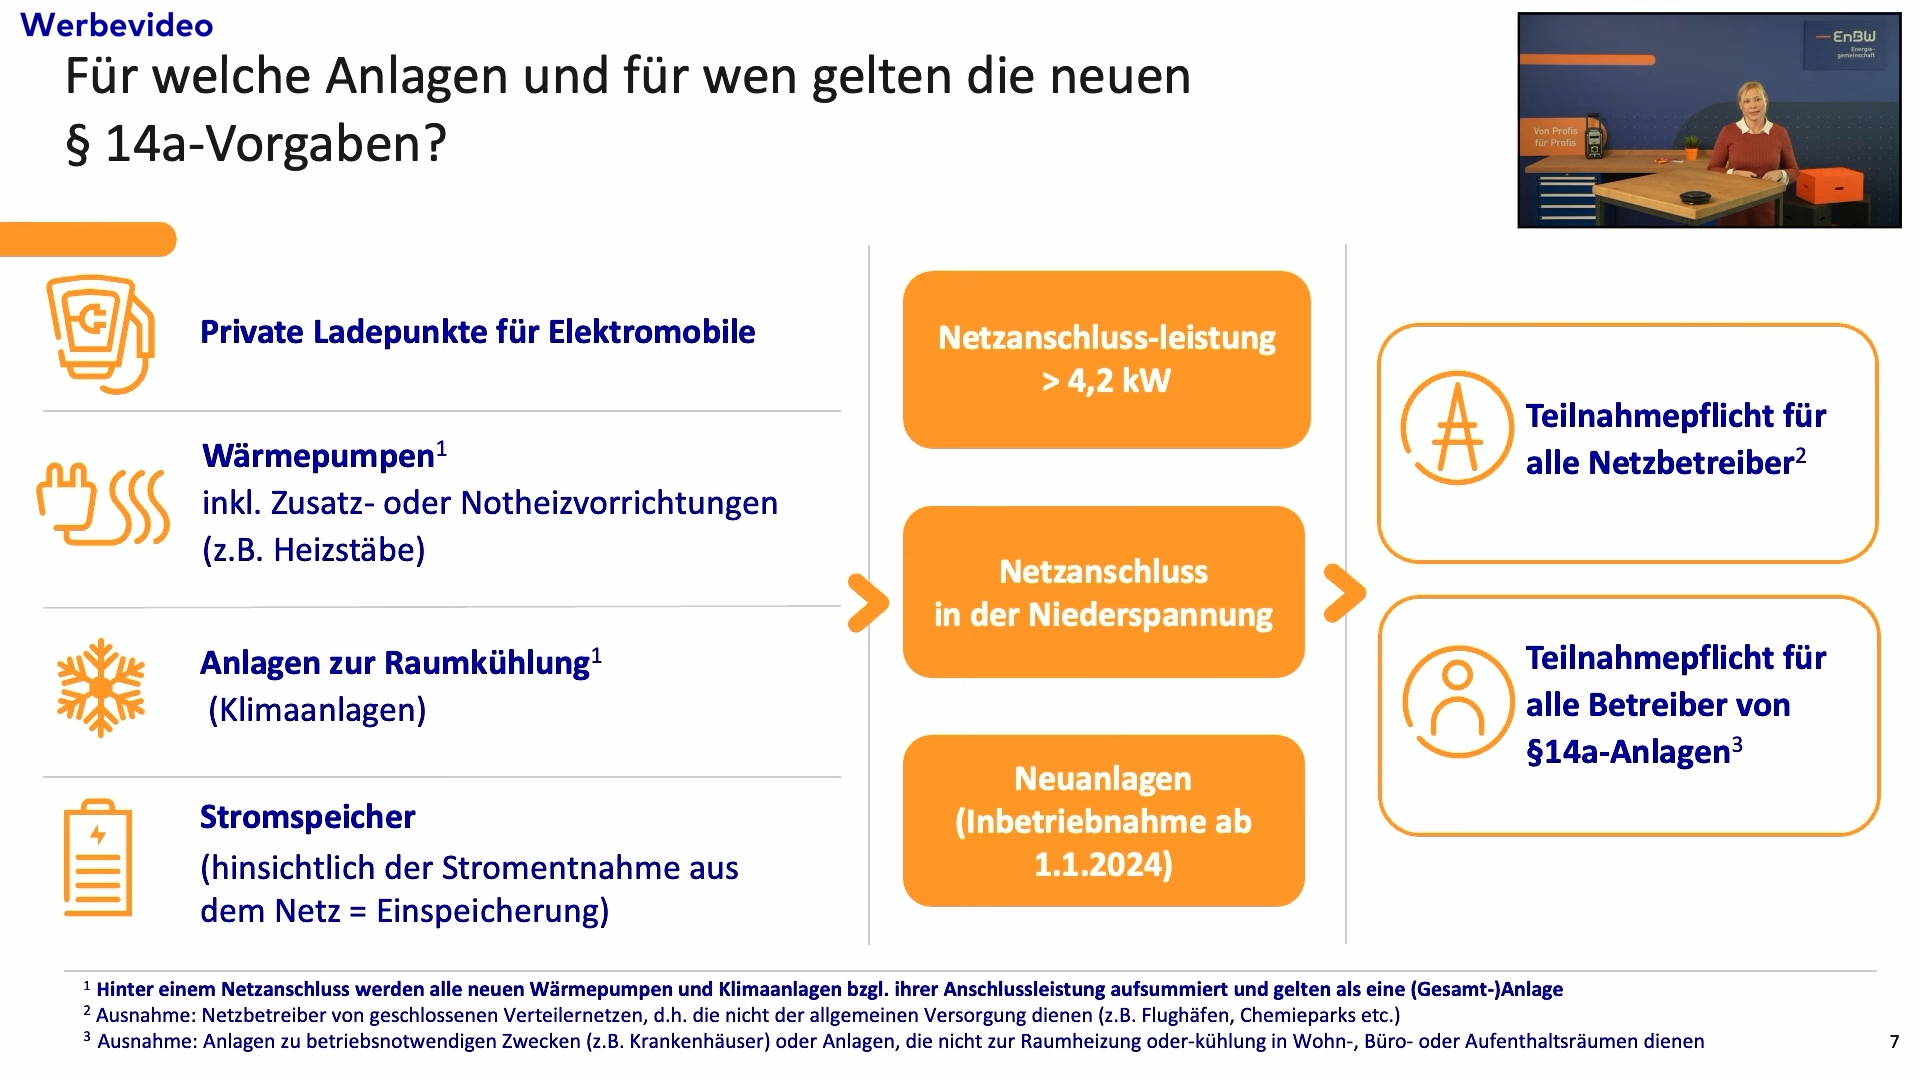 Werbevideo
Für welche Anlagen und für wen gelten die neuen
§ 14a-Vorgaben?
EnBW
Energie-
gemeinschaft
Von Profis
für Profis
Private Ladepunkte für Elektromobile
Wärmepumpen¹
inkl. Zusatz- oder Notheizvorrichtungen
(z.B. Heizstäbe)
Anlagen zur Raumkühlung¹
(Klimaanlagen)
Stromspeicher
(hinsichtlich der Stromentnahme aus
dem Netz = Einspeicherung)
Netzanschluss-leistung
> 4,2 kW
Netzanschluss
in der Niederspannung
Neuanlagen
(Inbetriebnahme ab
1.1.2024)
Teilnahmepflicht für
alle Netzbetreiber²
Teilnahmepflicht für
alle Betreiber von
§14a-Anlagen³
¹ Hinter einem Netzanschluss werden alle neuen Wärmepumpen und Klimaanlagen bzgl. ihrer Anschlussleistung aufsummiert und gelten als eine (Gesamt-)Anlage
² Ausnahme: Netzbetreiber von geschlossenen Verteilernetzen, d.h. die nicht der allgemeinen Versorgung dienen (z.B. Flughäfen, Chemieparks etc.)
³ Ausnahme: Anlagen zu betriebsnotwendigen Zwecken (z.B. Krankenhäuser) oder Anlagen, die nicht zur Raumheizung oder-kühlung in Wohn-, Büro- oder Aufenthaltsräumen dienen
7